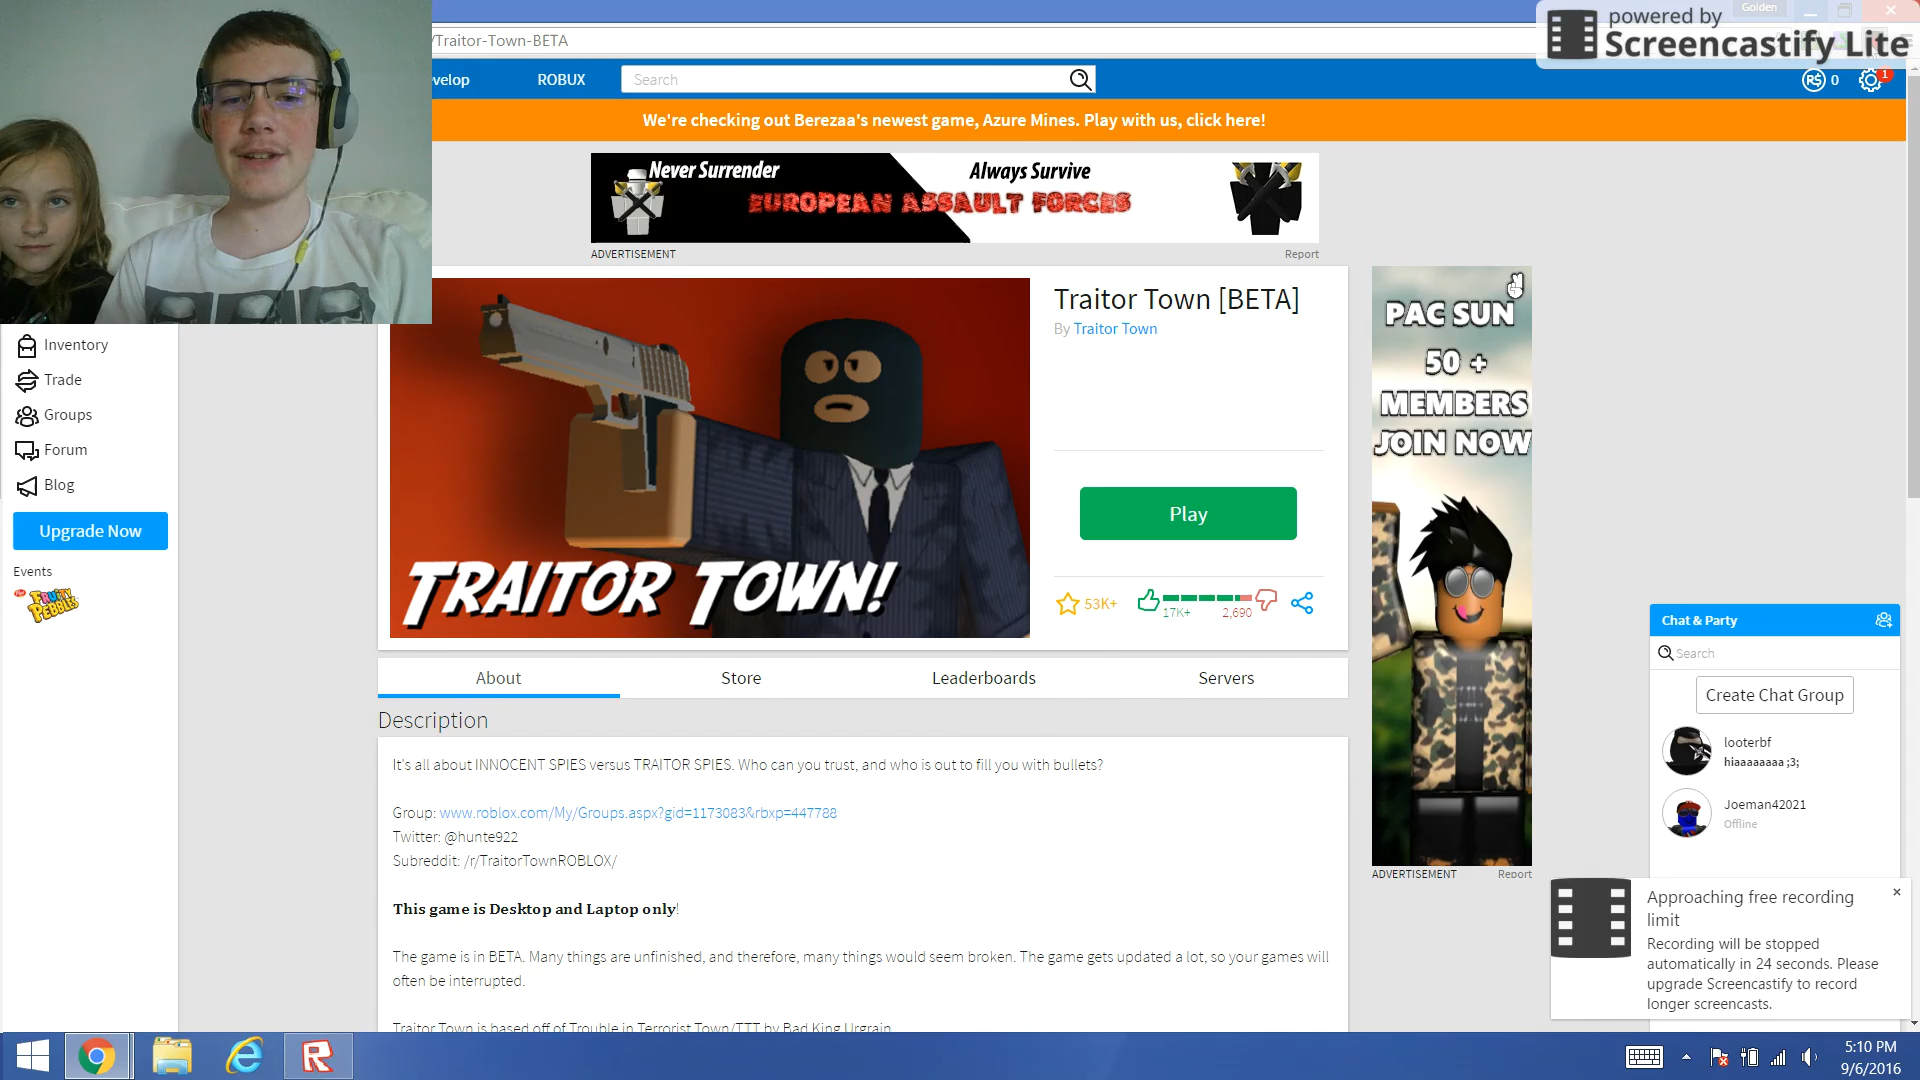 powered by
Screencastify Lite
Golden
/Traitor-Town-BETA
evelop
ROBUX
Search
R$ 0
1
We're checking out Berezaa's newest game, Azure Mines. Play with us, click here!
Never Surrender
Always Survive
EUROPEAN ASSAULT FORCES
ADVERTISEMENT
Report
Traitor Town [BETA]
By Traitor Town
TRAITOR TOWN!
Play
53K+
17K+
2,690
PAC SUN
50 +
MEMBERS
JOIN NOW
ADVERTISEMENT
Report
Inventory
Trade
Groups
Forum
Blog
Upgrade Now
Events
Post
FRUITY
PEBBLES
About
Store
Leaderboards
Servers
Description
It's all about INNOCENT SPIES versus TRAITOR SPIES. Who can you trust, and who is out to fill you with bullets?
Group: www.roblox.com/My/Groups.aspx?gid=1173083&rbxp=447788
Twitter: @hunte922
Subreddit: /r/TraitorTownROBLOX/
This game is Desktop and Laptop only!
The game is in BETA. Many things are unfinished, and therefore, many things would seem broken. The game gets updated a lot, so your games will
often be interrupted.
Traitor Town is based off of Trouble in Terrorist Town/TTT by Bad King Urgrain
Chat & Party
Search
Create Chat Group
looterbf
hiaaaaaaaa ;3;
Joeman42021
Offline
Approaching free recording
limit
Recording will be stopped
automatically in 24 seconds. Please
upgrade Screencastify to record
longer screencasts.
5:10 PM
9/6/2016